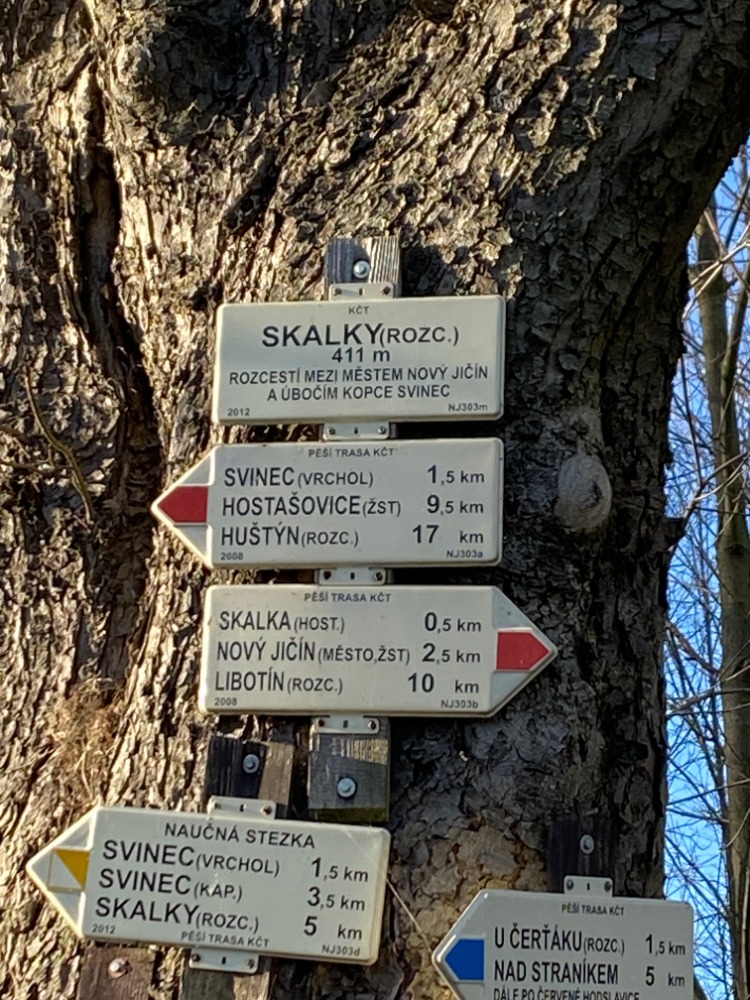 KČT
SKALKY(ROZC.)
411 m
ROZCESTÍ MEZI MĚSTEM NOVÝ JIČÍN
A ÚBOČÍM KOPCE SVINEC
2012 NJ303m
PĚŠÍ TRASA KČT
SVINEC(VRCHOL) 1,5 km
HOSTAŠOVICE(ŽST) 9,5 km
HUŠTÝN(ROZC.) 17 km
2008 NJ303a
PĚŠÍ TRASA KČT
SKALKA(HOST.) 0,5 km
NOVÝ JIČÍN(MĚSTO,ŽST) 2,5 km
LIBOTÍN(ROZC.) 10 km
2008 NJ303b
NAUČNÁ STEZKA
SVINEC(VRCHOL) 1,5 km
SVINEC(KAP.) 3,5 km
SKALKY(ROZC.) 5 km
2012 PĚŠÍ TRASA KČT NJ303d
PĚŠÍ TRASA KČT
U ČERŤÁKU(ROZC.) 1,5 km
NAD STRANÍKEM 5 km
DÁLE PO ČERVENÉ HODSLAVICE